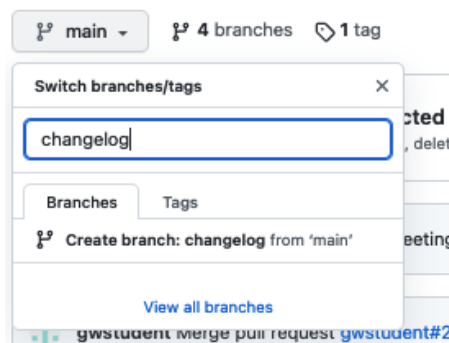 main 4 branches 1 tag
Switch branches/tags
cted
changelog
, delet
Branches Tags
Create branch: changelog from 'main'
eeting
View all branches
gwstudent Merge pull request gwstudent#2